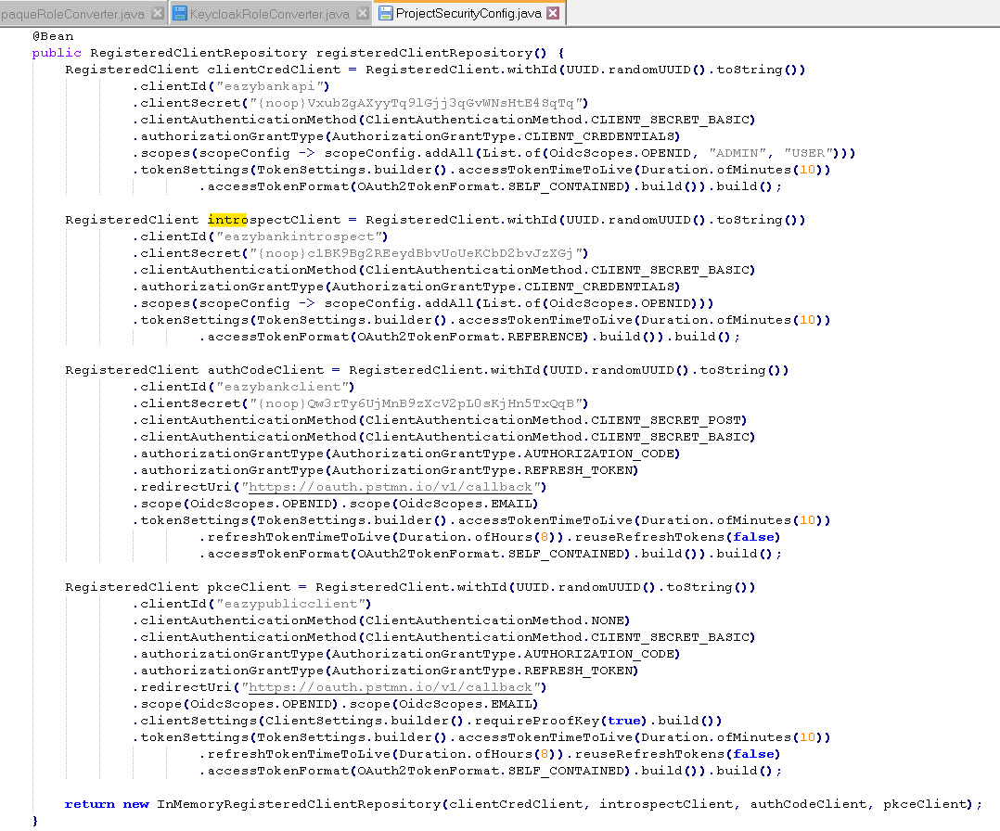 paqueRoleConverter.java KeycloakRoleConverter.java ProjectSecurityConfig.java
@Bean
public RegisteredClientRepository registeredClientRepository() {
RegisteredClient clientCredClient = RegisteredClient.withId(UUID.randomUUID().toString())
.clientId("eazybankapi")
.clientSecret("{noop}VxubZgAXyyTq9lGjj3qGvWNsHtE4SqTq")
.clientAuthenticationMethod(ClientAuthenticationMethod.CLIENT_SECRET_BASIC)
.authorizationGrantType(AuthorizationGrantType.CLIENT_CREDENTIALS)
.scopes(scopeConfig -> scopeConfig.addAll(List.of(OidcScopes.OPENID, "ADMIN", "USER")))
.tokenSettings(TokenSettings.builder().accessTokenTimeToLive(Duration.ofMinutes(10))
.accessTokenFormat(OAuth2TokenFormat.SELF_CONTAINED).build()).build();
RegisteredClient introspectClient = RegisteredClient.withId(UUID.randomUUID().toString())
.clientId("eazybankintrospect")
.clientSecret("{noop}c1BK9Bg2REeydBbvUoUeKCbD2bvJzXGj")
.clientAuthenticationMethod(ClientAuthenticationMethod.CLIENT_SECRET_BASIC)
.authorizationGrantType(AuthorizationGrantType.CLIENT_CREDENTIALS)
.scopes(scopeConfig -> scopeConfig.addAll(List.of(OidcScopes.OPENID)))
.tokenSettings(TokenSettings.builder().accessTokenTimeToLive(Duration.ofMinutes(10))
.accessTokenFormat(OAuth2TokenFormat.REFERENCE).build()).build();
RegisteredClient authCodeClient = RegisteredClient.withId(UUID.randomUUID().toString())
.clientId("eazybankclient")
.clientSecret("{noop}Qw3rTy6UjMnB9zXcV2pL0sKjHn5TxQqB")
.clientAuthenticationMethod(ClientAuthenticationMethod.CLIENT_SECRET_POST)
.clientAuthenticationMethod(ClientAuthenticationMethod.CLIENT_SECRET_BASIC)
.authorizationGrantType(AuthorizationGrantType.AUTHORIZATION_CODE)
.authorizationGrantType(AuthorizationGrantType.REFRESH_TOKEN)
.redirectUri("https://oauth.pstmn.io/v1/callback")
.scope(OidcScopes.OPENID).scope(OidcScopes.EMAIL)
.tokenSettings(TokenSettings.builder().accessTokenTimeToLive(Duration.ofMinutes(10))
.refreshTokenTimeToLive(Duration.ofHours(8)).reuseRefreshTokens(false)
.accessTokenFormat(OAuth2TokenFormat.SELF_CONTAINED).build()).build();
RegisteredClient pkceClient = RegisteredClient.withId(UUID.randomUUID().toString())
.clientId("eazypublicclient")
.clientAuthenticationMethod(ClientAuthenticationMethod.NONE)
.clientAuthenticationMethod(ClientAuthenticationMethod.CLIENT_SECRET_BASIC)
.authorizationGrantType(AuthorizationGrantType.AUTHORIZATION_CODE)
.authorizationGrantType(AuthorizationGrantType.REFRESH_TOKEN)
.redirectUri("https://oauth.pstmn.io/v1/callback")
.scope(OidcScopes.OPENID).scope(OidcScopes.EMAIL)
.clientSettings(ClientSettings.builder().requireProofKey(true).build())
.tokenSettings(TokenSettings.builder().accessTokenTimeToLive(Duration.ofMinutes(10))
.refreshTokenTimeToLive(Duration.ofHours(8)).reuseRefreshTokens(false)
.accessTokenFormat(OAuth2TokenFormat.SELF_CONTAINED).build()).build();
return new InMemoryRegisteredClientRepository(clientCredClient, introspectClient, authCodeClient, pkceClient);
}